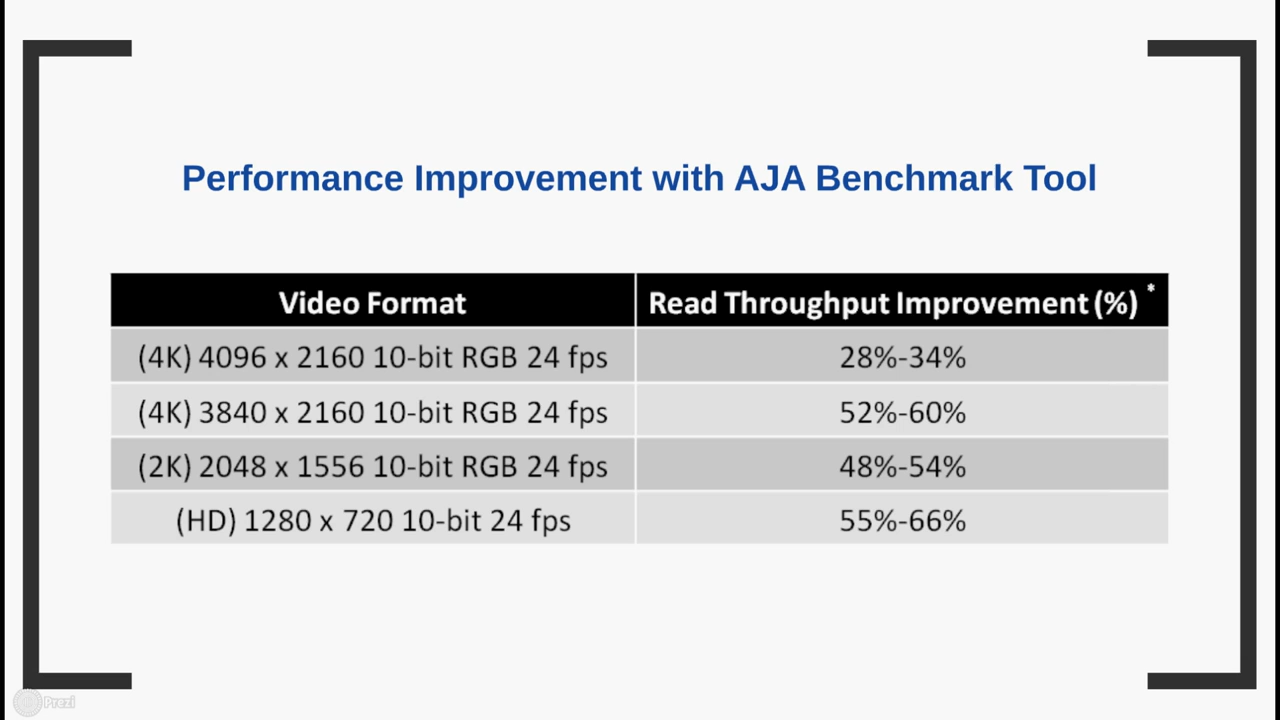 Performance Improvement with AJA Benchmark Tool
Video Format Read Throughput Improvement (%) *
(4K) 4096 x 2160 10-bit RGB 24 fps 28%-34%
(4K) 3840 x 2160 10-bit RGB 24 fps 52%-60%
(2K) 2048 x 1556 10-bit RGB 24 fps 48%-54%
(HD) 1280 x 720 10-bit 24 fps 55%-66%
Prezi